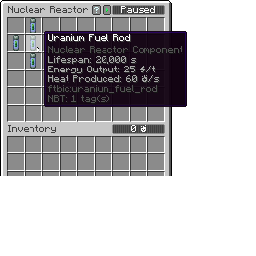 Nuclear Reactor
Paused
Uranium Fuel Rod
Nuclear Reactor Component
Lifespan: 20,000 s
Energy Output: 25 ⚡/t
Heat Produced: 60 🔥/s
ftbic:uranium_fuel_rod
NBT: 1 tag(s)
Inventory
0